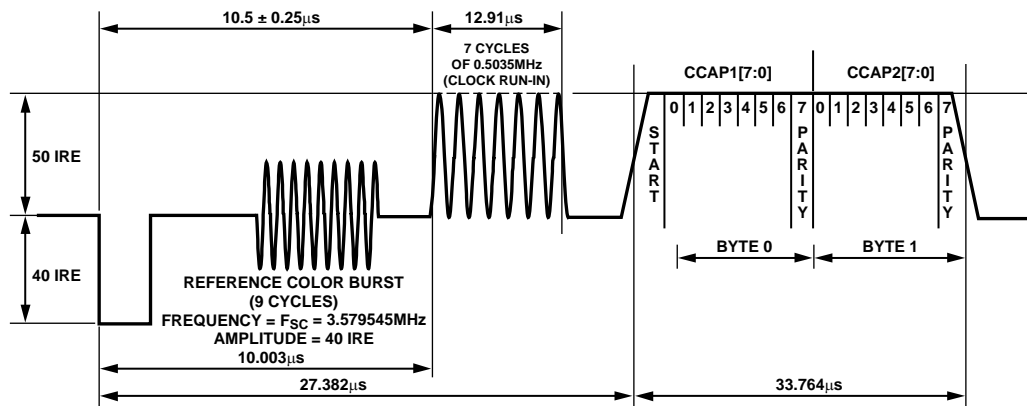 10.5 ± 0.25μs
12.91μs
7 CYCLES
OF 0.5035MHz
(CLOCK RUN-IN)
CCAP1[7:0]
CCAP2[7:0]
0 1 2 3 4 5 6 7 0 1 2 3 4 5 6 7
START
PARITY
PARITY
50 IRE
40 IRE
BYTE 0
BYTE 1
REFERENCE COLOR BURST
(9 CYCLES)
FREQUENCY = FSC = 3.579545MHz
AMPLITUDE = 40 IRE
10.003μs
27.382μs
33.764μs